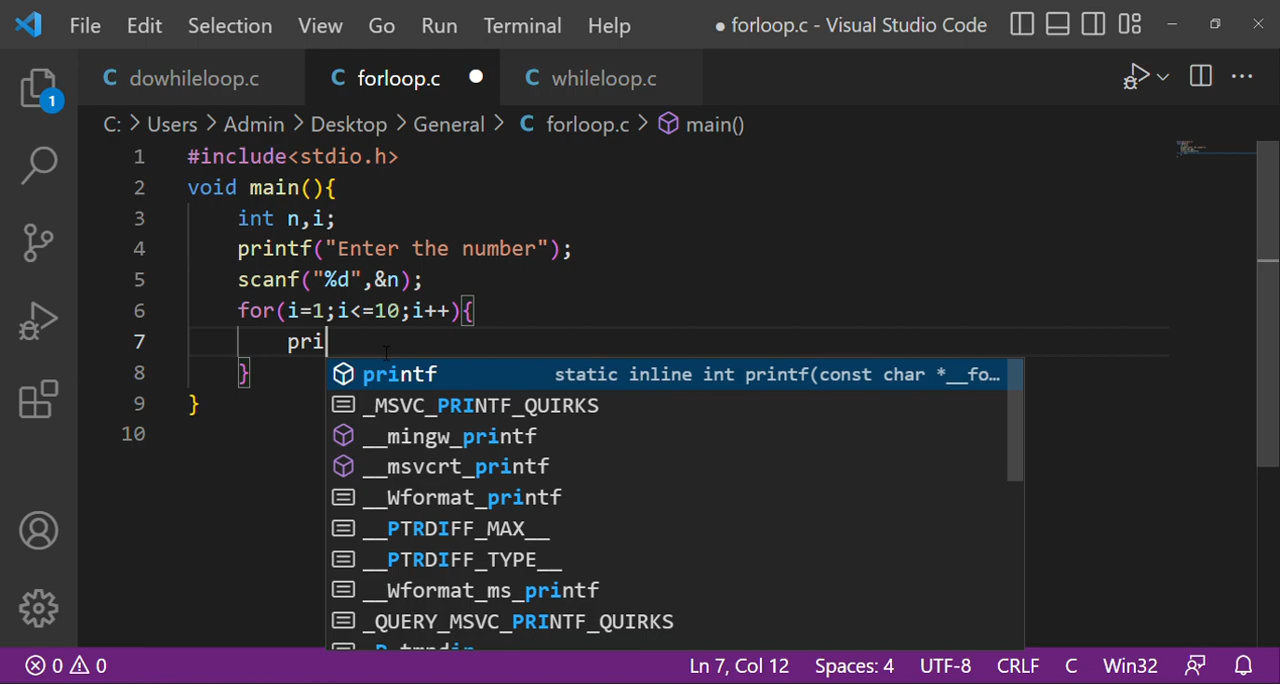 File Edit Selection View Go Run Terminal Help ● forloop.c - Visual Studio Code
C dowhileloop.c C forloop.c ● C whileloop.c
C: > Users > Admin > Desktop > General > C forloop.c > main()
1 #include<stdio.h>
2 void main(){
3 int n,i;
4 printf("Enter the number");
5 scanf("%d",&n);
6 for(i=1;i<=10;i++){
7 pri
8 }
9 }
10
1
printf static inline int printf(const char *__fo…
_MSVC_PRINTF_QUIRKS
__mingw_printf
__msvcrt_printf
__Wformat_printf
__PTRDIFF_MAX__
__PTRDIFF_TYPE__
__Wformat_ms_printf
_QUERY_MSVC_PRINTF_QUIRKS
_P_tmpdir
0 0 Ln 7, Col 12 Spaces: 4 UTF-8 CRLF C Win32